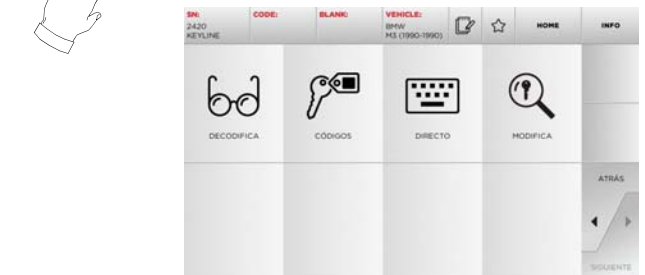 SN:
2420
KEYLINE
CODE:
BLANK:
VEHICLE:
BMW
M3 (1990-1990)
HOME
INFO
DECODIFICA
CÓDIGOS
DIRECTO
MODIFICA
ATRÁS
SIGUIENTE